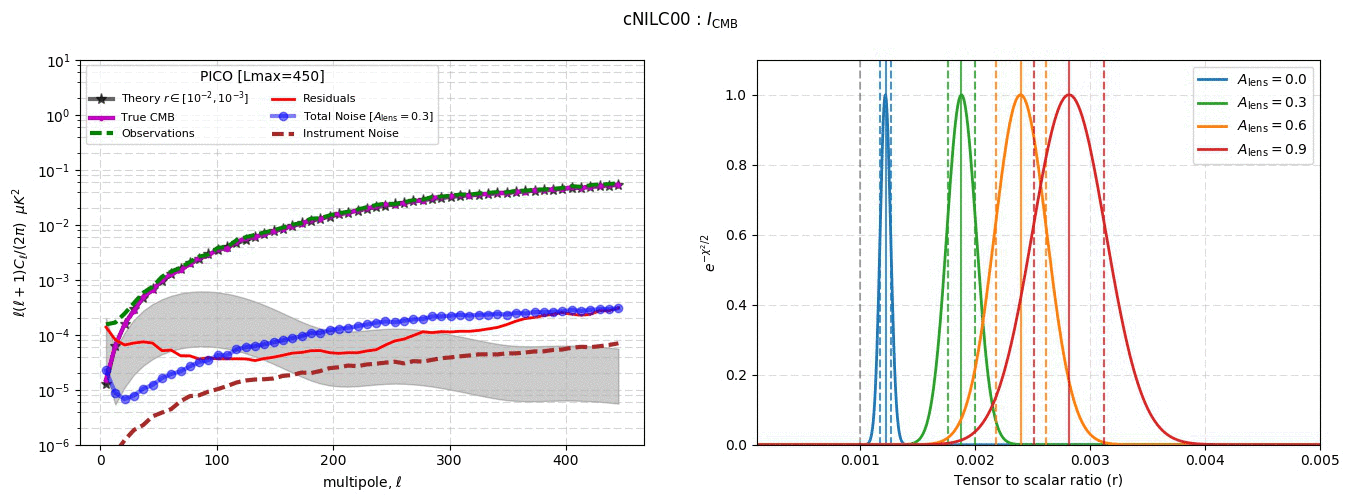 cNILC00 : I_CMB
PICO [Lmax=450]
Theory r ∈ [10⁻², 10⁻³]
True CMB
Observations
Residuals
Total Noise [A_lens = 0.3]
Instrument Noise
10¹
10⁰
10⁻¹
10⁻²
10⁻³
10⁻⁴
10⁻⁵
10⁻⁶
ℓ(ℓ + 1)C_ℓ/(2π) μK²
0
100
200
300
400
multipole, ℓ
A_lens = 0.0
A_lens = 0.3
A_lens = 0.6
A_lens = 0.9
1.0
0.8
0.6
0.4
0.2
0.0
e^{-χ²/2}
0.001
0.002
0.003
0.004
0.005
Tensor to scalar ratio (r)